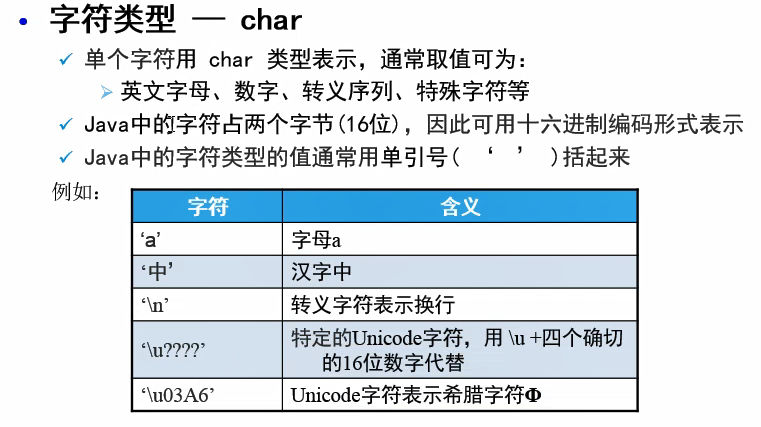 • 字符类型 — char
✓ 单个字符用 char 类型表示，通常取值可为：
➢ 英文字母、数字、转义序列、特殊字符等
✓ Java中的字符占两个字节(16位)，因此可用十六进制编码形式表示
✓ Java中的字符类型的值通常用单引号( ‘ ’ )括起来
例如：
字符 含义
‘a’ 字母a
‘中’ 汉字中
‘\n’ 转义字符表示换行
‘\u????’ 特定的Unicode字符，用 \u +四个确切
的16位数字代替
‘\u03A6’ Unicode字符表示希腊字符Φ